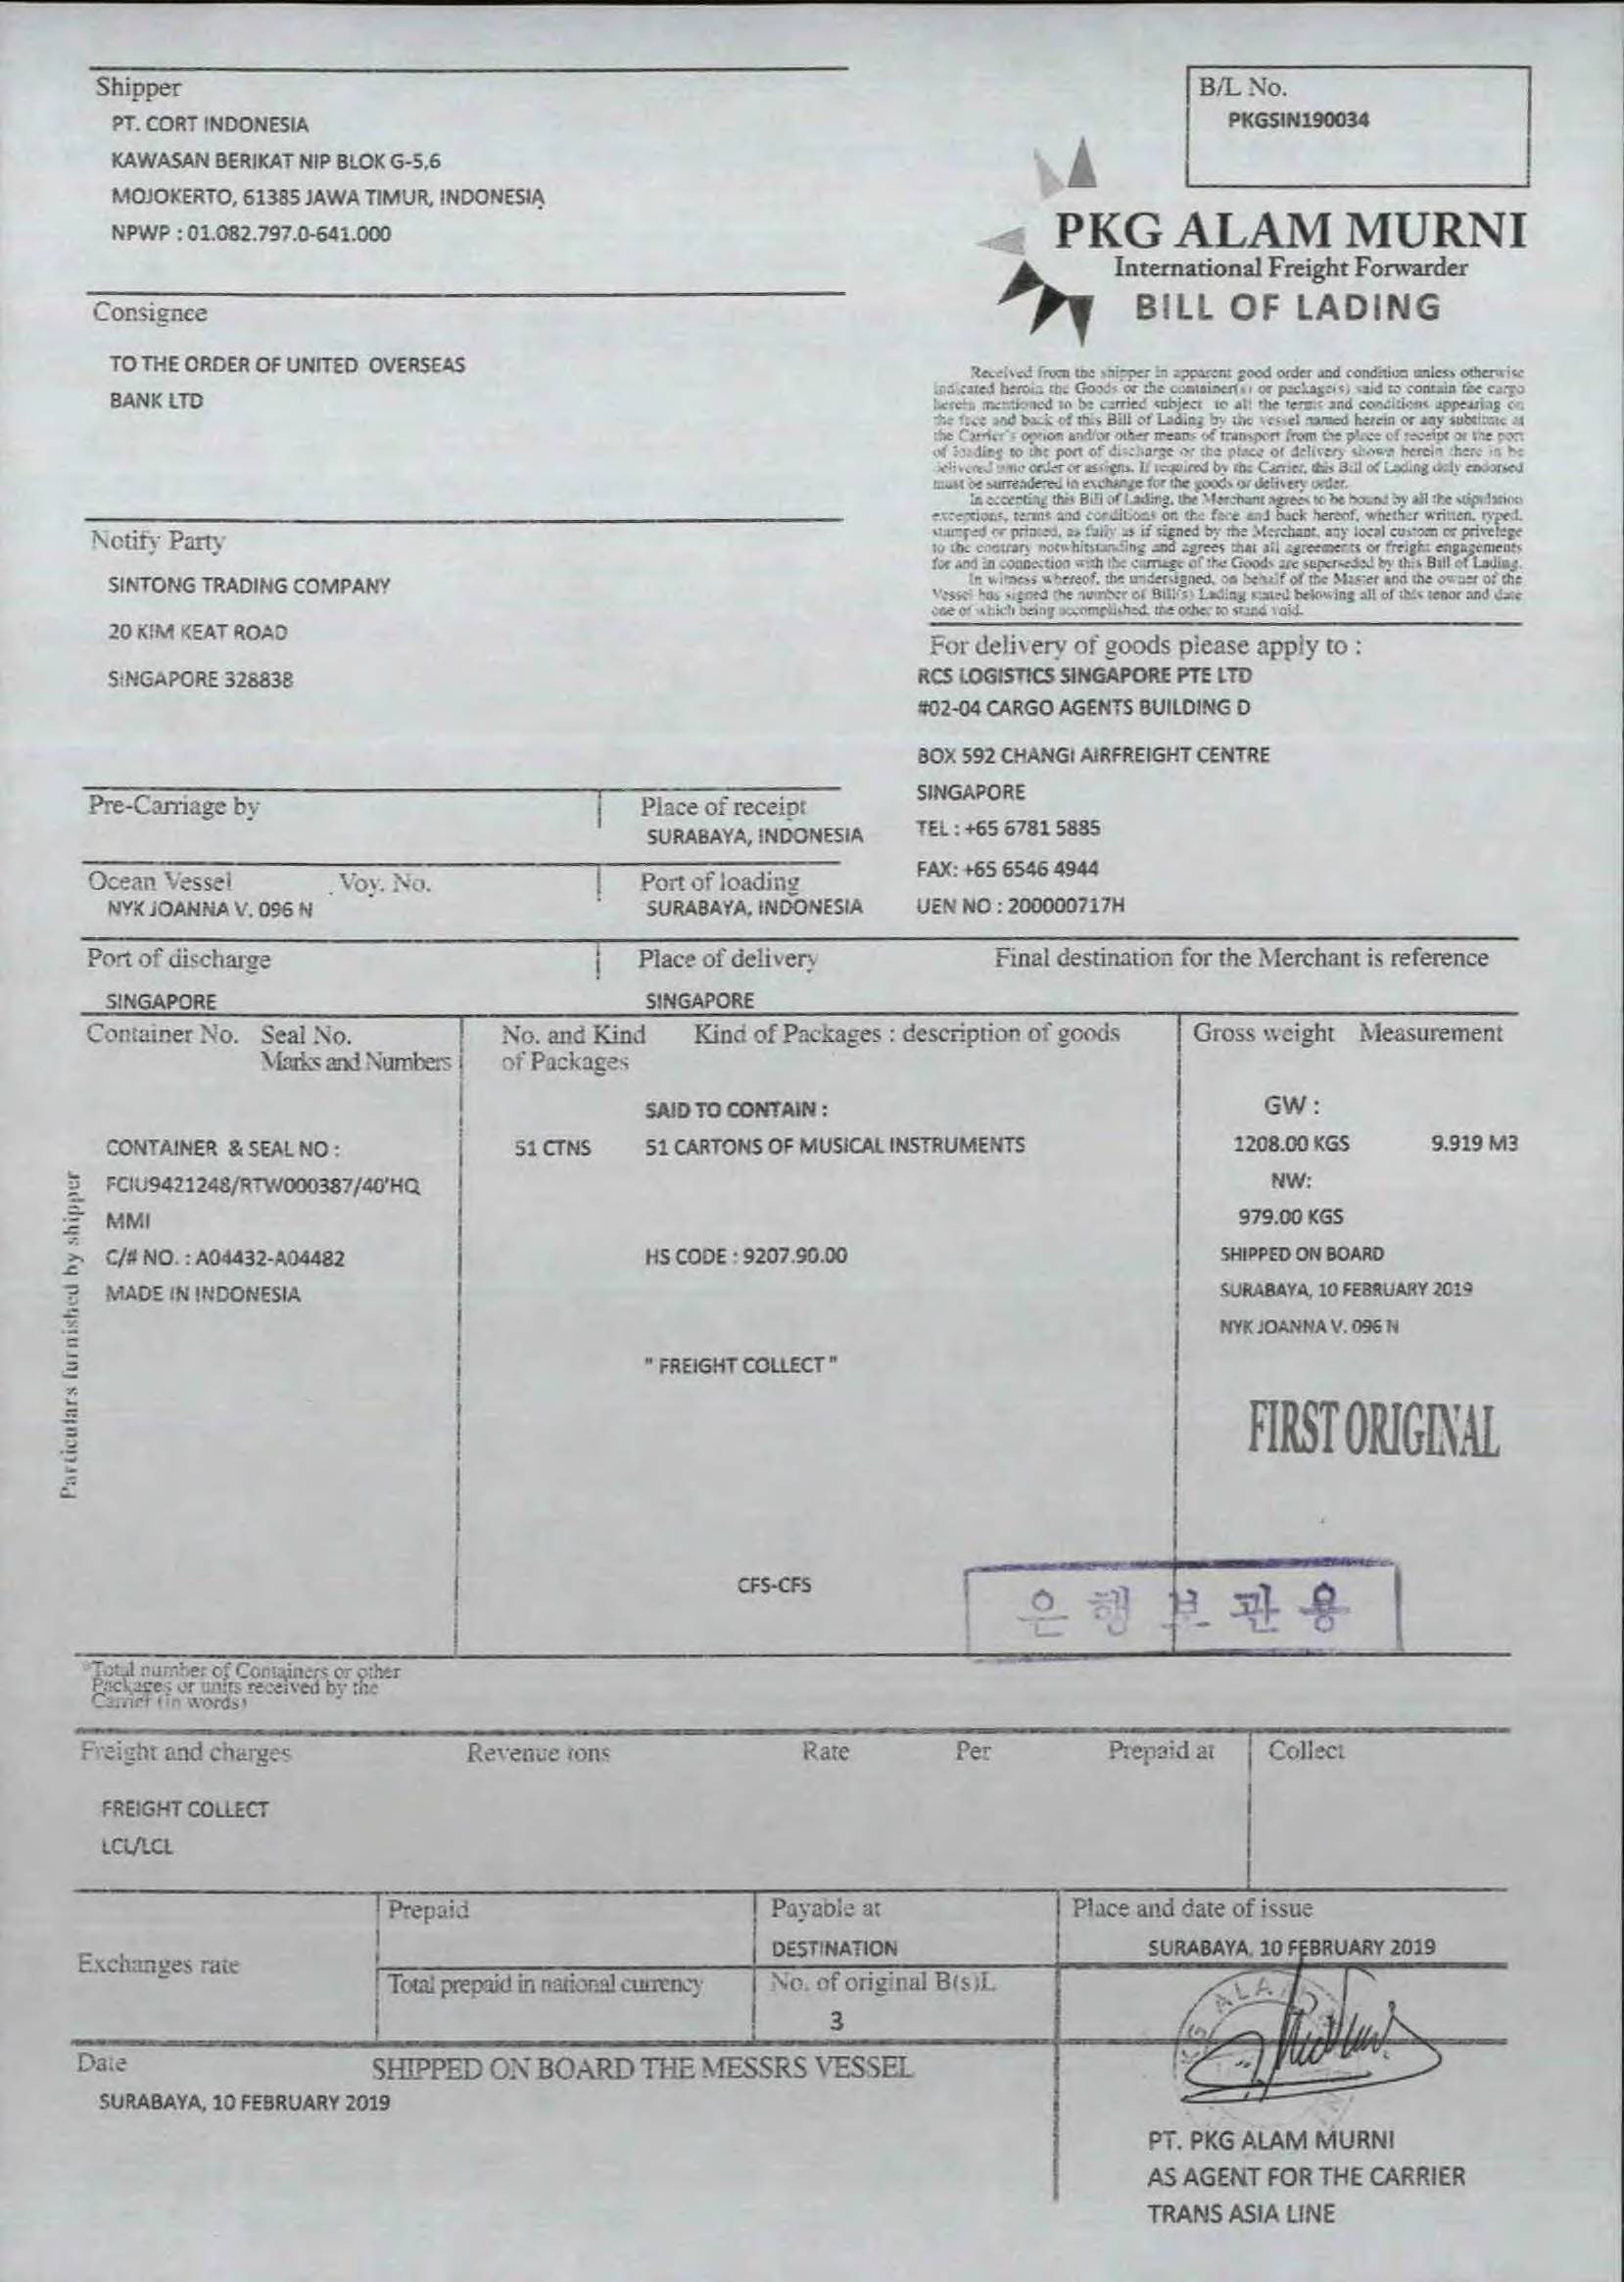 Shipper
PT. CORT INDONESIA
KAWASAN BERIKAT NIP BLOK G-5,6
MOJOKERTO, 61385 JAWA TIMUR, INDONESIA
NPWP : 01.082.797.0-641.000
B/L No.
PKGSIN190034
PKG ALAM MURNI
International Freight Forwarder
BILL OF LADING
Consignee
TO THE ORDER OF UNITED OVERSEAS
BANK LTD
Received from the shipper in apparent good order and condition unless otherwise
indicated herein the Goods or the container(s) or package(s) said to contain the cargo
herein mentioned to be carried subject to all the terms and conditions appearing on
the face and back of this Bill of Lading by the vessel named herein or any substitute at
the Carrier's option and/or other means of transport from the place of receipt or the port
of loading to the port of discharge or the place of delivery shown herein there in be
delivered unto order or assigns. If required by the Carrier, this Bill of Lading duly endorsed
must be surrendered in exchange for the goods or delivery order.
In accepting this Bill of Lading, the Merchant agrees to be bound by all the stipulation
exceptions, terms and conditions on the face and back hereof, whether written, typed,
stamped or printed, as fully as if signed by the Merchant, any local custom or privelege
to the contrary notwhitstanding and agrees that all agreements or freight engagements
for and in connection with the carriage of the Goods are superseded by this Bill of Lading.
In witness whereof, the undersigned, on behalf of the Master and the owner of the
Vessel has signed the number of Bill(s) Lading stated belowing all of this tenor and date
one of which being accomplished, the other to stand void.
Notify Party
SINTONG TRADING COMPANY
20 KIM KEAT ROAD
SINGAPORE 328838
For delivery of goods please apply to :
RCS LOGISTICS SINGAPORE PTE LTD
#02-04 CARGO AGENTS BUILDING D
BOX 592 CHANGI AIRFREIGHT CENTRE
SINGAPORE
TEL : +65 6781 5885
FAX: +65 6546 4944
UEN NO : 200000717H
Pre-Carriage by
Place of receipt
SURABAYA, INDONESIA
Ocean Vessel Voy. No.
NYK JOANNA V. 096 N
Port of loading
SURABAYA, INDONESIA
Port of discharge
SINGAPORE
Place of delivery
SINGAPORE
Final destination for the Merchant is reference
Container No. Seal No.
Marks and Numbers
No. and Kind
of Packages
Kind of Packages : description of goods
Gross weight Measurement
Particulars furnished by shipper
CONTAINER & SEAL NO :
FCIU9421248/RTW000387/40'HQ
MMI
C/# NO. : A04432-A04482
MADE IN INDONESIA
51 CTNS
SAID TO CONTAIN :
51 CARTONS OF MUSICAL INSTRUMENTS
HS CODE : 9207.90.00
" FREIGHT COLLECT "
CFS-CFS
GW :
1208.00 KGS 9.919 M3
NW:
979.00 KGS
SHIPPED ON BOARD
SURABAYA, 10 FEBRUARY 2019
NYK JOANNA V. 096 N
FIRST ORIGINAL
은행보관용
*Total number of Containers or other
Packages or units received by the
Carrier (in words)
Freight and charges Revenue tons Rate Per Prepaid at Collect
FREIGHT COLLECT
LCL/LCL
Exchanges rate
Prepaid
Total prepaid in national currency
Payable at
DESTINATION
No. of original B(s)L
3
Place and date of issue
SURABAYA, 10 FEBRUARY 2019
Date
SHIPPED ON BOARD THE MESSRS VESSEL
SURABAYA, 10 FEBRUARY 2019
PT. PKG ALAM MURNI
AS AGENT FOR THE CARRIER
TRANS ASIA LINE